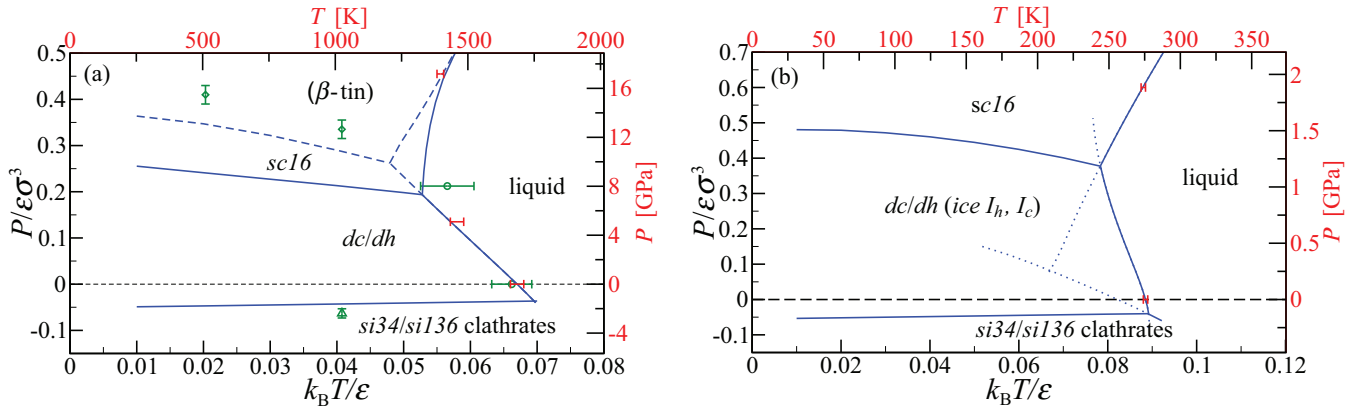 T [K]
0 500 1000 1500 2000
(a)
0.5
0.4
0.3
0.2
0.1
0
-0.1
P/εσ³
(β-tin)
sc16
liquid
dc/dh
si34/si136 clathrates
16
12
8
4
0
-4
P [GPa]
0 0.01 0.02 0.03 0.04 0.05 0.06 0.07 0.08
k_BT/ε
T [K]
0 50 100 150 200 250 300 350
(b)
0.7
0.6
0.5
0.4
0.3
0.2
0.1
0
-0.1
P/εσ³
sc16
liquid
dc/dh (ice I_h, I_c)
si34/si136 clathrates
2
1.5
1
0.5
0
P [GPa]
0 0.02 0.04 0.06 0.08 0.1 0.12
k_BT/ε